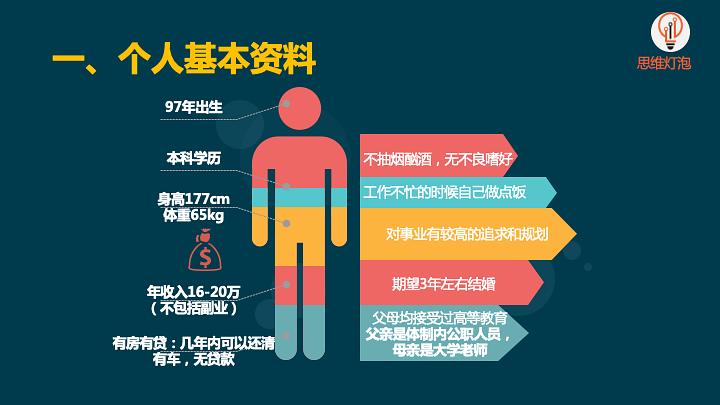 一、个人基本资料
思维灯泡
97年出生
本科学历
身高177cm
体重65kg
$
年收入16-20万
（不包括副业）
有房有贷：几年内可以还清
有车，无贷款
不抽烟酗酒，无不良嗜好
工作不忙的时候自己做点饭
对事业有较高的追求和规划
期望3年左右结婚
父母均接受过高等教育
父亲是体制内公职人员，
母亲是大学老师